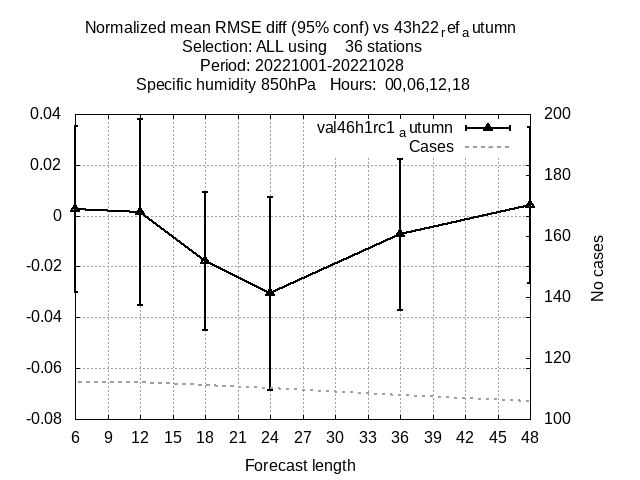 Normalized mean RMSE diff (95% conf) vs 43h22ᵣefₐutumn
Selection: ALL using 36 stations
Period: 20221001-20221028
Specific humidity 850hPa Hours: 00,06,12,18
0.04 200
val46h1rc1ₐutumn
Cases
0.02 180
0 160
-0.02
-0.04 140
-0.06 120
-0.08 100
No cases
6 9 12 15 18 21 24 27 30 33 36 39 42 45 48
Forecast length